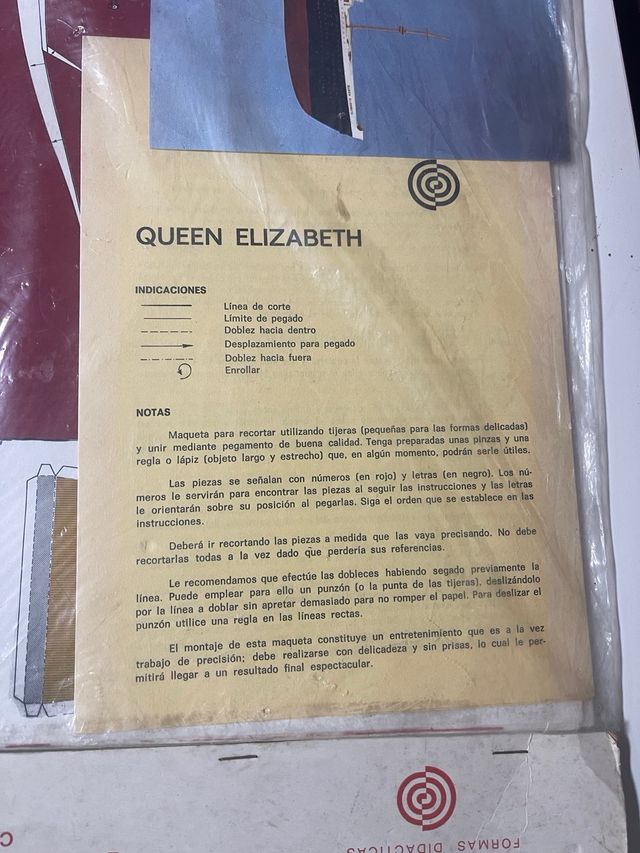 QUEEN ELIZABETH
INDICACIONES
Línea de corte
Límite de pegado
Doblez hacia dentro
Desplazamiento para pegado
Doblez hacia fuera
Enrollar
NOTAS
Maqueta para recortar utilizando tijeras (pequeñas para las formas delicadas)
y unir mediante pegamento de buena calidad. Tenga preparadas unas pinzas y una
regla o lápiz (objeto largo y estrecho) que, en algún momento, podrán serle útiles.
Las piezas se señalan con números (en rojo) y letras (en negro). Los nú-
meros le servirán para encontrar las piezas al seguir las instrucciones y las letras
le orientarán sobre su posición al pegarlas. Siga el orden que se establece en las
instrucciones.
Deberá ir recortando las piezas a medida que las vaya precisando. No debe
recortarlas todas a la vez dado que perdería sus referencias.
Le recomendamos que efectúe las dobleces habiendo segado previamente la
línea. Puede emplear para ello un punzón (o la punta de las tijeras), deslizándolo
por la línea a doblar sin apretar demasiado para no romper el papel. Para deslizar el
punzón utilice una regla en las líneas rectas.
El montaje de esta maqueta constituye un entretenimiento que es a la vez
trabajo de precisión; debe realizarse con delicadeza y sin prisas, lo cual le per-
mitirá llegar a un resultado final espectacular.
FORMAS DIDACTICAS